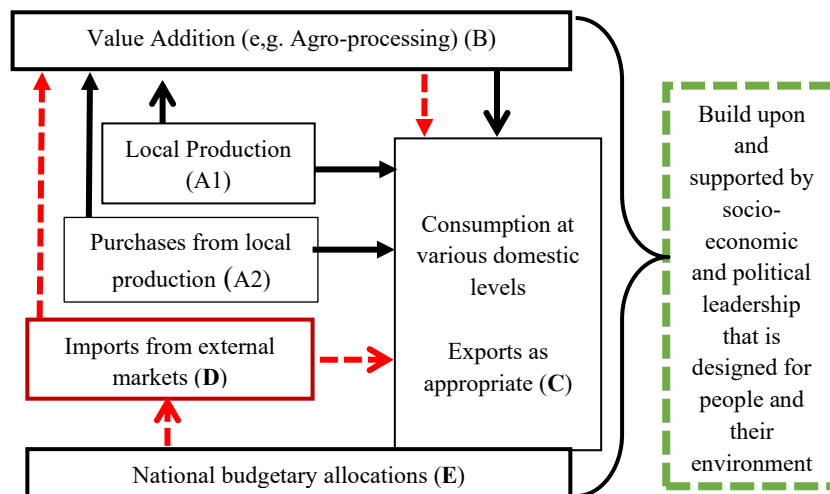 Value Addition (e,g. Agro-processing) (B)
Local Production
(A1)
Purchases from local
production (A2)
Imports from external
markets (D)
Consumption at
various domestic
levels
Exports as
appropriate (C)
National budgetary allocations (E)
Build upon
and
supported by
socio-
economic
and political
leadership
that is
designed for
people and
their
environment